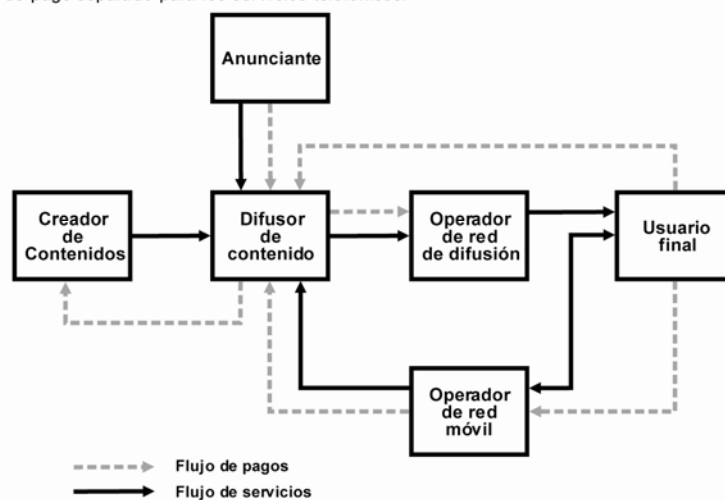 Anunciante
Creador
de
Contenidos
Difusor
de
contenido
Operador
de red
de difusión
Usuario
final
Operador
de red
móvil
Flujo de pagos
Flujo de servicios